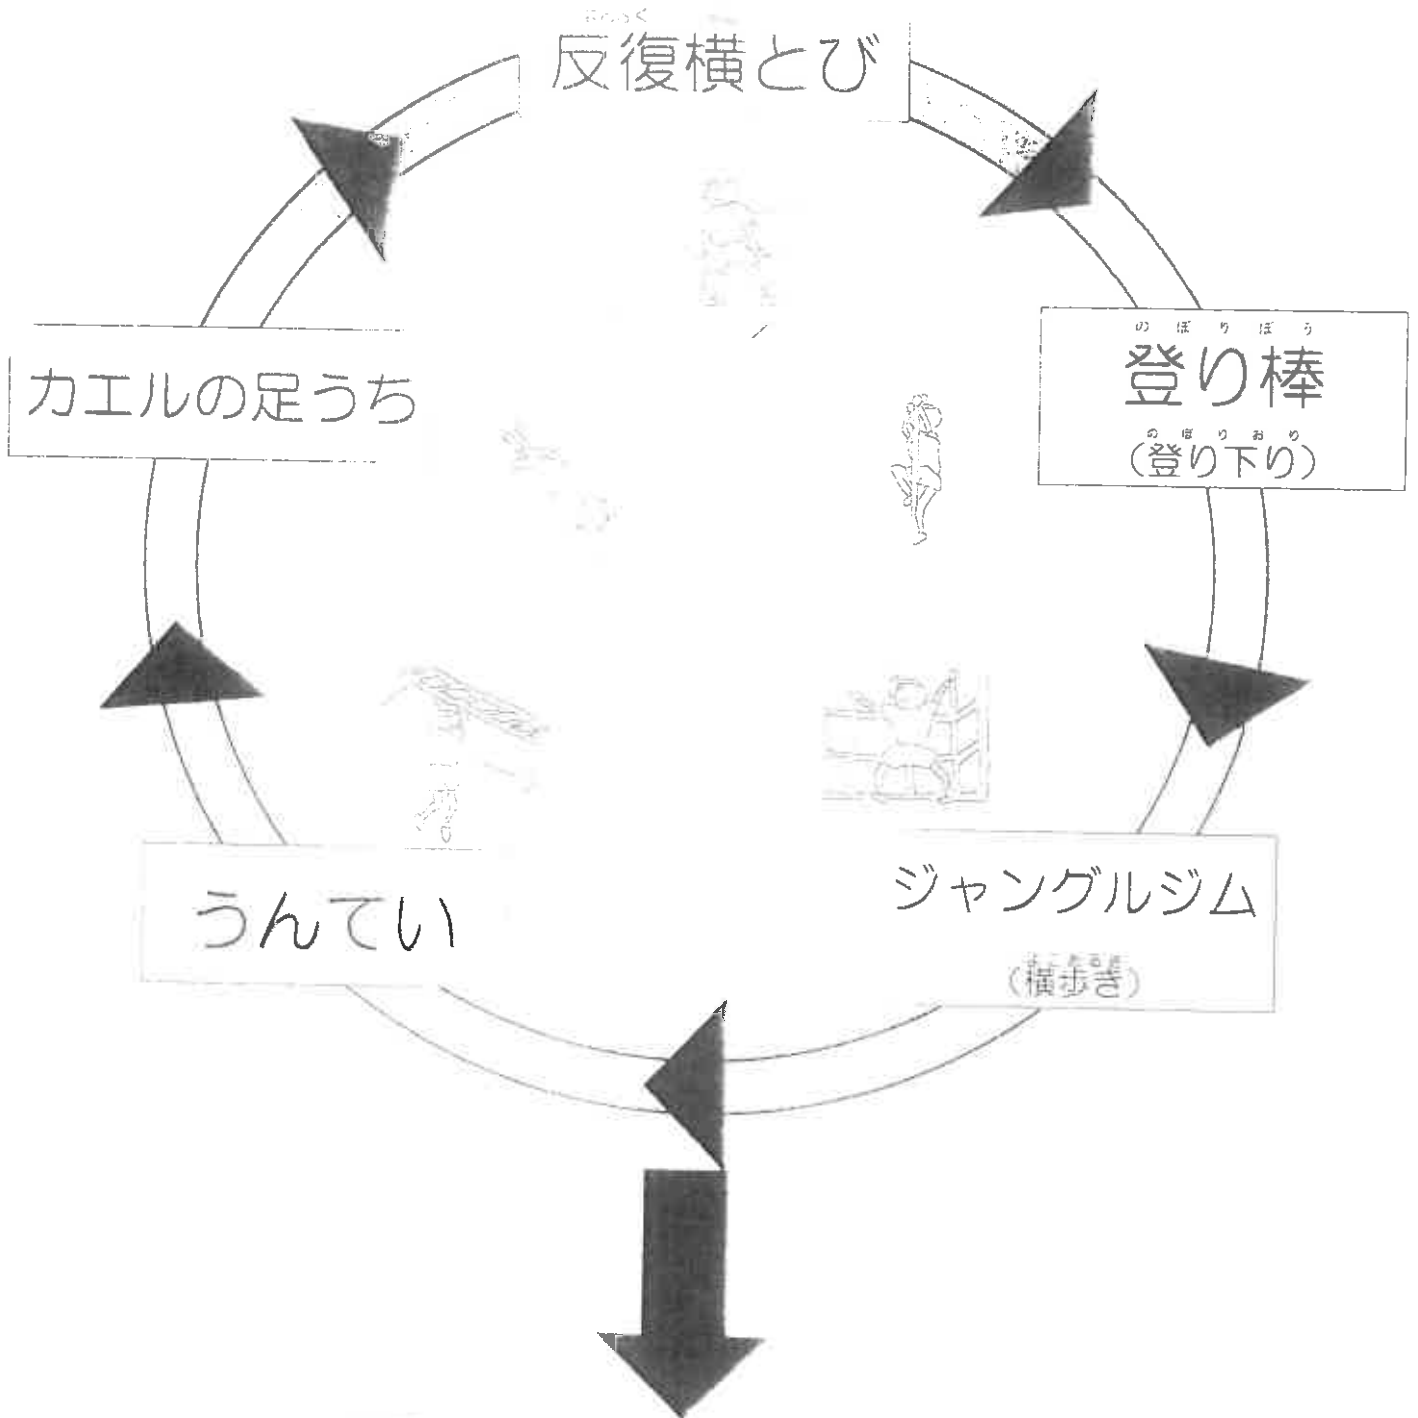 反復横とび
のぼりぼう
登り棒
のぼりおり
(登り下り)
カエルの足うち
ジャングルジム
(横歩き)
うんてい